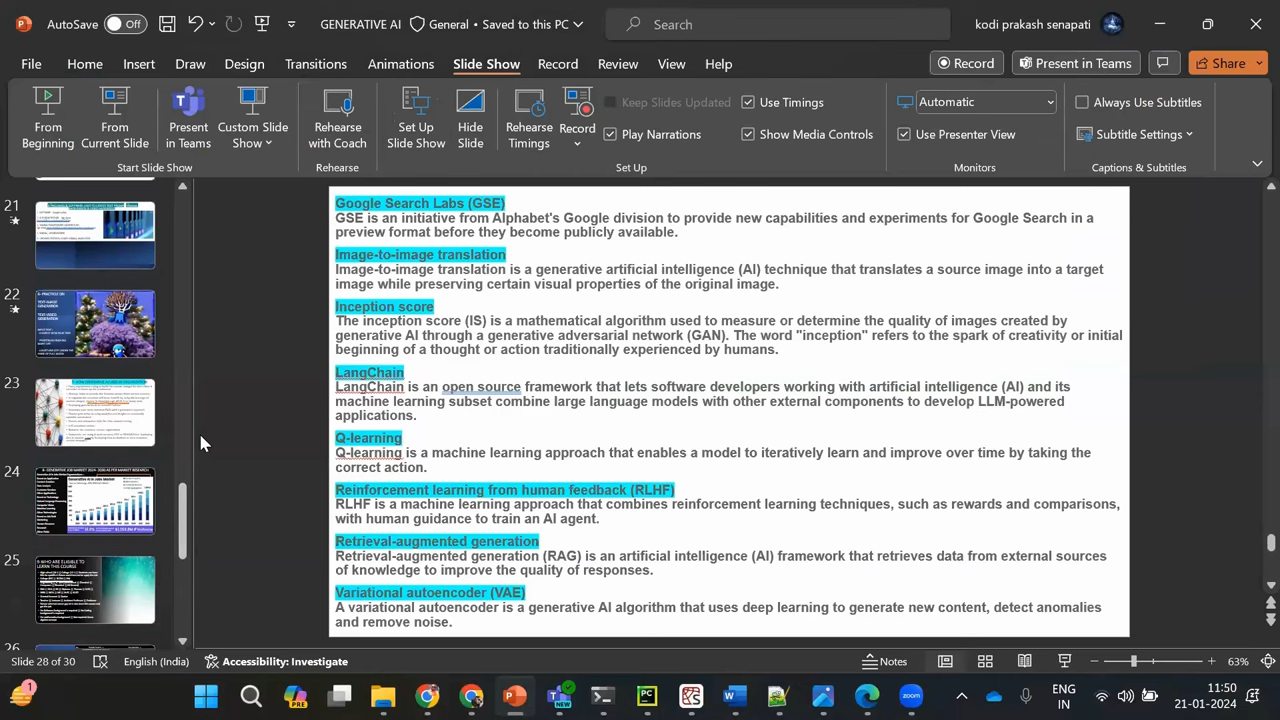 AutoSave Off GENERATIVE AI General • Saved to this PC Search kodi prakash senapati
File Home Insert Draw Design Transitions Animations Slide Show Record Review View Help Record Present in Teams Share
From Beginning From Current Slide Present in Teams Custom Slide Show Rehearse with Coach Set Up Slide Show Hide Slide Rehearse Timings Record
Keep Slides Updated Use Timings
Play Narrations Show Media Controls
Automatic
Use Presenter View
Always Use Subtitles
Subtitle Settings
Start Slide Show Rehearse Set Up Monitors Captions & Subtitles
21
22
23
24
25
26
Google Search Labs (GSE)
GSE is an initiative from Alphabet's Google division to provide new capabilities and experiments for Google Search in a
preview format before they become publicly available.
Image-to-image translation
Image-to-image translation is a generative artificial intelligence (AI) technique that translates a source image into a target
image while preserving certain visual properties of the original image.
Inception score
The inception score (IS) is a mathematical algorithm used to measure or determine the quality of images created by
generative AI through a generative adversarial network (GAN). The word "inception" refers to the spark of creativity or initial
beginning of a thought or action traditionally experienced by humans.
LangChain
LangChain is an open source framework that lets software developers working with artificial intelligence (AI) and its
machine learning subset combine large language models with other external components to develop LLM-powered
applications.
Q-learning
Q-learning is a machine learning approach that enables a model to iteratively learn and improve over time by taking the
correct action.
Reinforcement learning from human feedback (RLHF)
RLHF is a machine learning approach that combines reinforcement learning techniques, such as rewards and comparisons,
with human guidance to train an AI agent.
Retrieval-augmented generation
Retrieval-augmented generation (RAG) is an artificial intelligence (AI) framework that retrieves data from external sources
of knowledge to improve the quality of responses.
Variational autoencoder (VAE)
A variational autoencoder is a generative AI algorithm that uses deep learning to generate new content, detect anomalies
and remove noise.
Slide 28 of 30 English (India) Accessibility: Investigate Notes 63%
1 PRE NEW PC W zoom ENG IN 11:50 21-01-2024